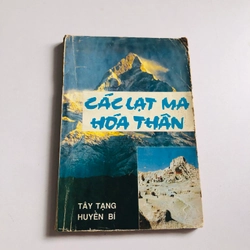 CÁC LẠT MA
HÓA THÂN
TÂY TẠNG
HUYỀN BÍ